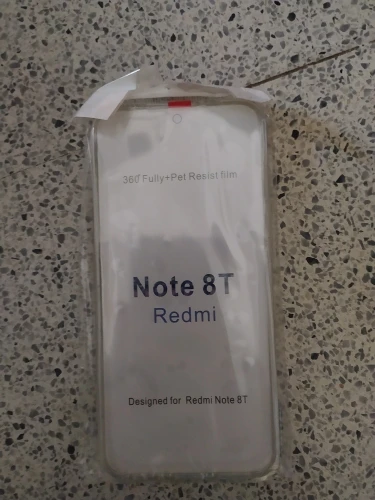 360°Fully+Pet Resist film
Note 8T
Redmi
Designed for Redmi Note 8T